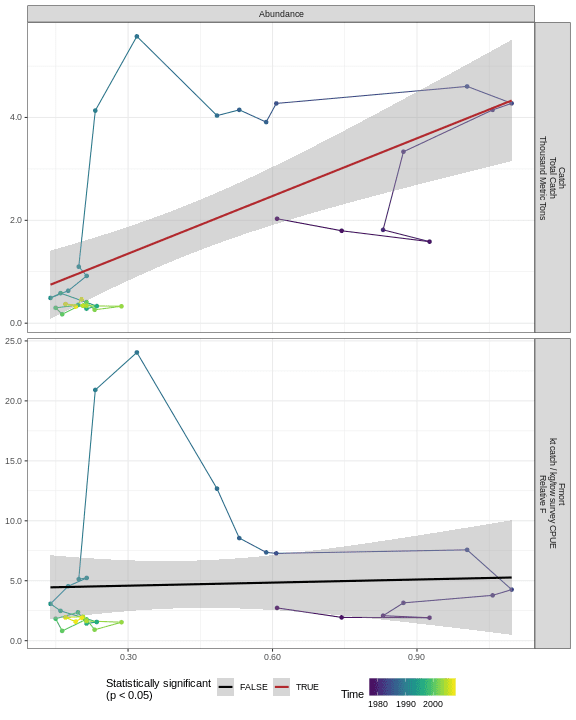 Abundance
4.0
2.0
0.0
Catch
Total Catch
Thousand Metric Tons
25.0
20.0
15.0
10.0
5.0
0.0
Fmort
kt catch / kg/tow survey CPUE
Relative F
0.30
0.60
0.90
Statistically significant
(p < 0.05)
FALSE
TRUE
Time
1980
1990
2000